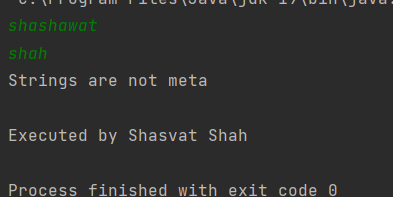 C:\Program Files\Java\jdk-19\bin\java.
shashawat
shah
Strings are not meta
Executed by Shasvat Shah
Process finished with exit code 0